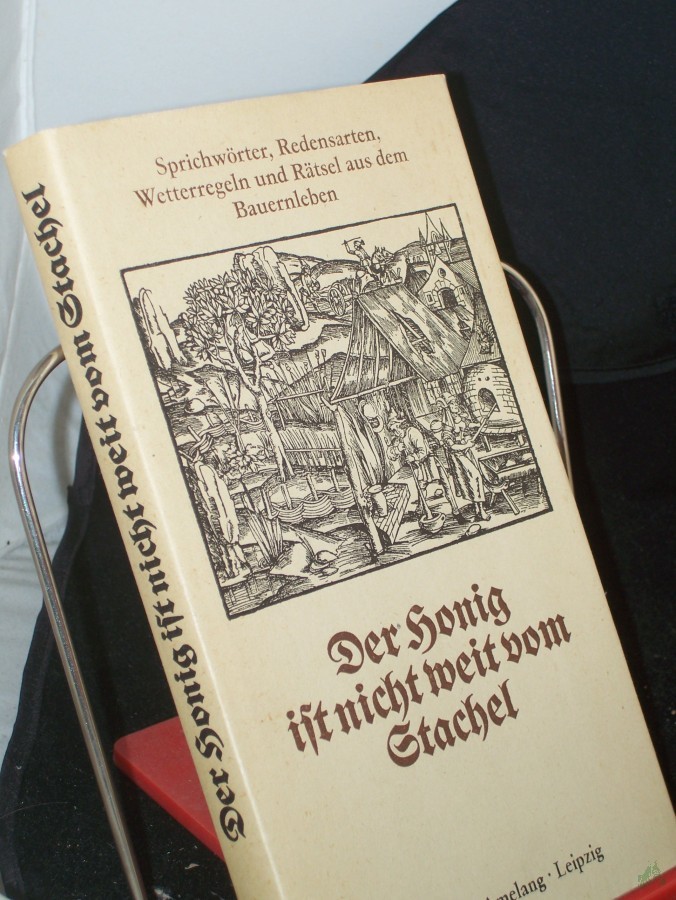 Sprichwörter, Redensarten,
Wetterregeln und Rätsel aus dem
Bauernleben
Der Honig
ist nicht weit vom
Stachel
Leipzig
Der Honig ist nicht weit vom Stachel